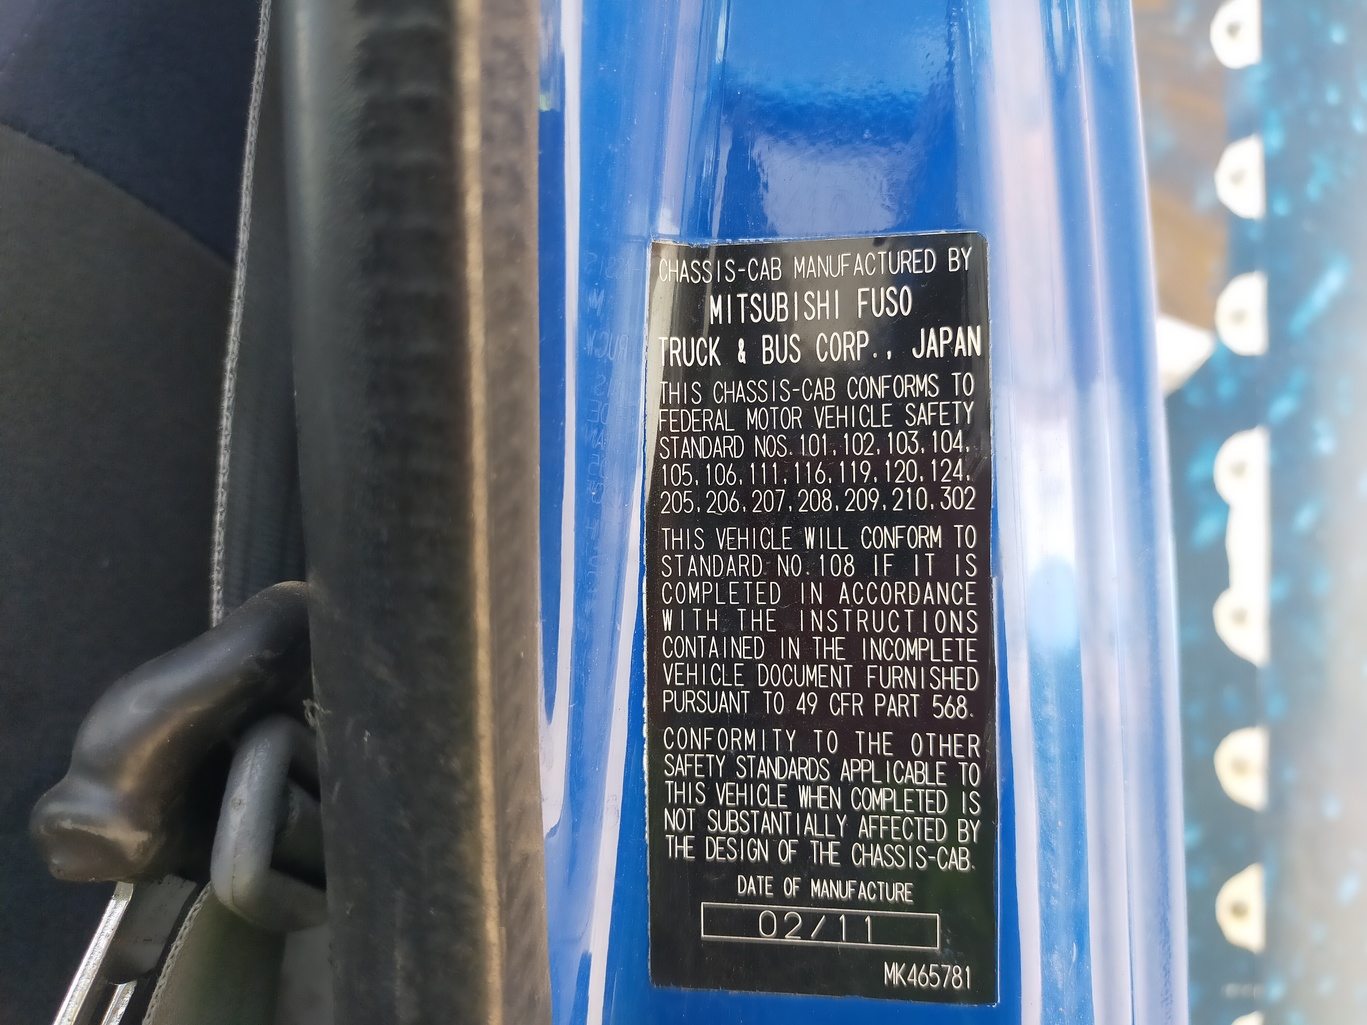 CHASSIS-CAB MANUFACTURED BY
MITSUBISHI FUSO
TRUCK & BUS CORP., JAPAN
THIS CHASSIS-CAB CONFORMS TO
FEDERAL MOTOR VEHICLE SAFETY
STANDARD NOS. 101, 102, 103, 104,
105, 106, 111, 116, 119, 120, 124,
205, 206, 207, 208, 209, 210, 302
THIS VEHICLE WILL CONFORM TO
STANDARD NO. 108 IF IT IS
COMPLETED IN ACCORDANCE
WITH THE INSTRUCTIONS
CONTAINED IN THE INCOMPLETE
VEHICLE DOCUMENT FURNISHED
PURSUANT TO 49 CFR PART 568.
CONFORMITY TO THE OTHER
SAFETY STANDARDS APPLICABLE TO
THIS VEHICLE WHEN COMPLETED IS
NOT SUBSTANTIALLY AFFECTED BY
THE DESIGN OF THE CHASSIS-CAB.
DATE OF MANUFACTURE
02/11
MK465781